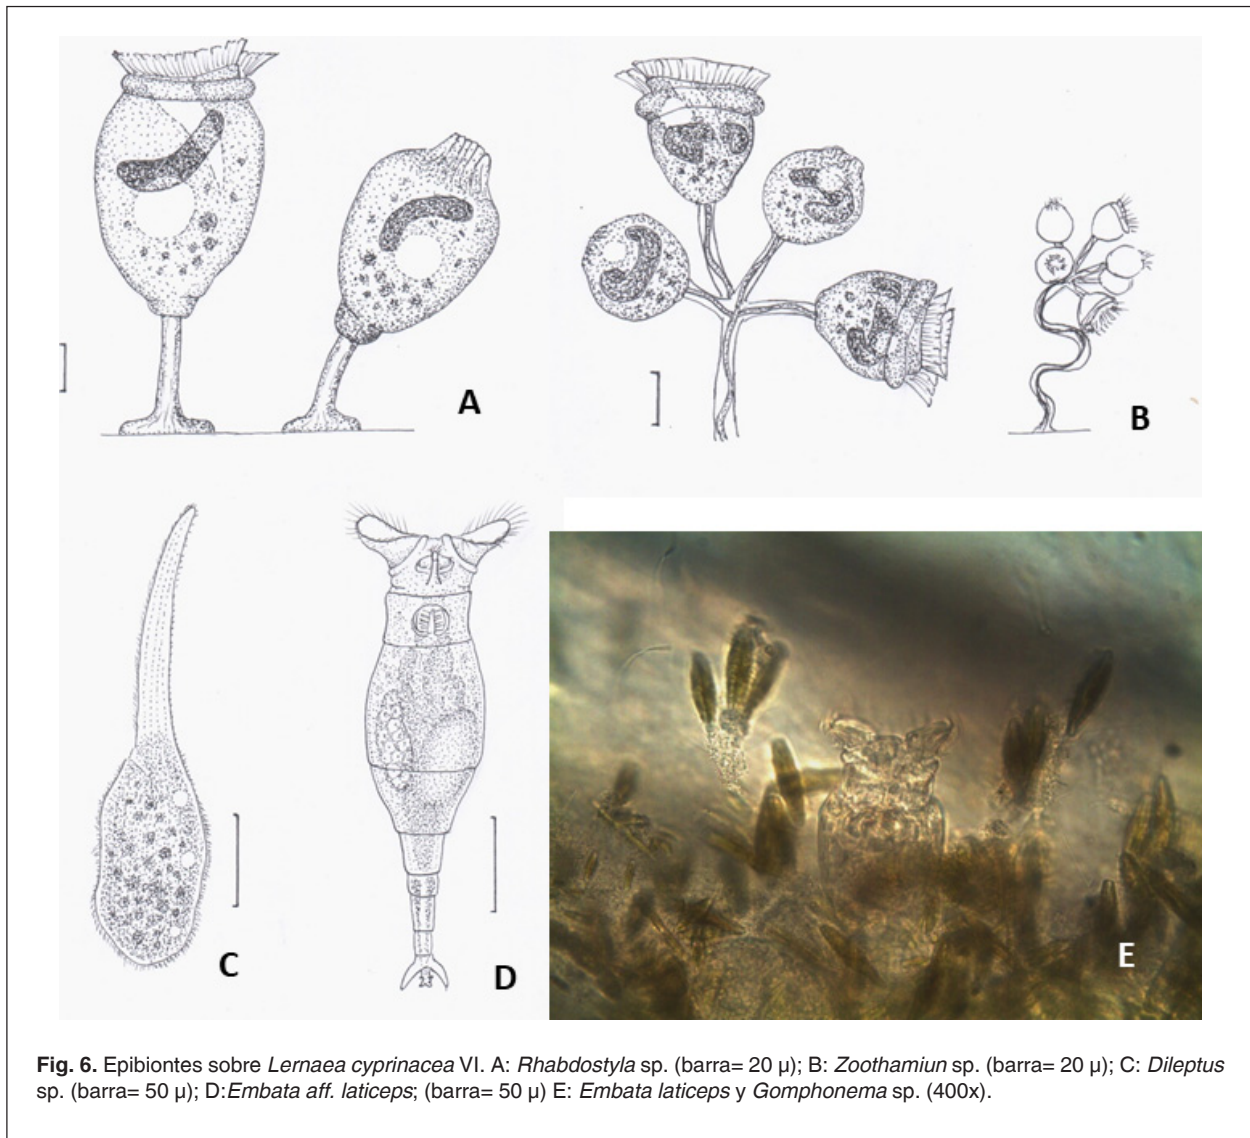 A
B
C
D
E
Fig. 6. Epibiontes sobre Lernaea cyprinacea VI. A: Rhabdostyla sp. (barra= 20 μ); B: Zoothamiun sp. (barra= 20 μ); C: Dileptus
sp. (barra= 50 μ); D:Embata aff. laticeps; (barra= 50 μ) E: Embata laticeps y Gomphonema sp. (400x).